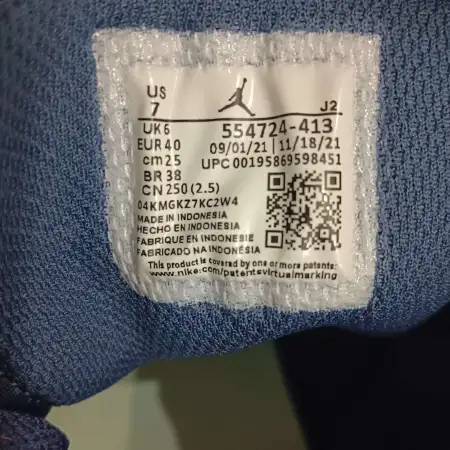 US
7
J2
UK 6
554724-413
EUR 40
09/01/21 | 11/18/21
cm 25
UPC 00195869598451
BR 38
CN 250 (2.5)
04KMGKZ7KC2W4
MADE IN INDONESIA
HECHO EN INDONESIA
FABRIQUE EN INDONESIE
FABRICADO NA INDONÉSIA
This product is covered by one or more patents:
www.nike.com/patentsvirtualmarking